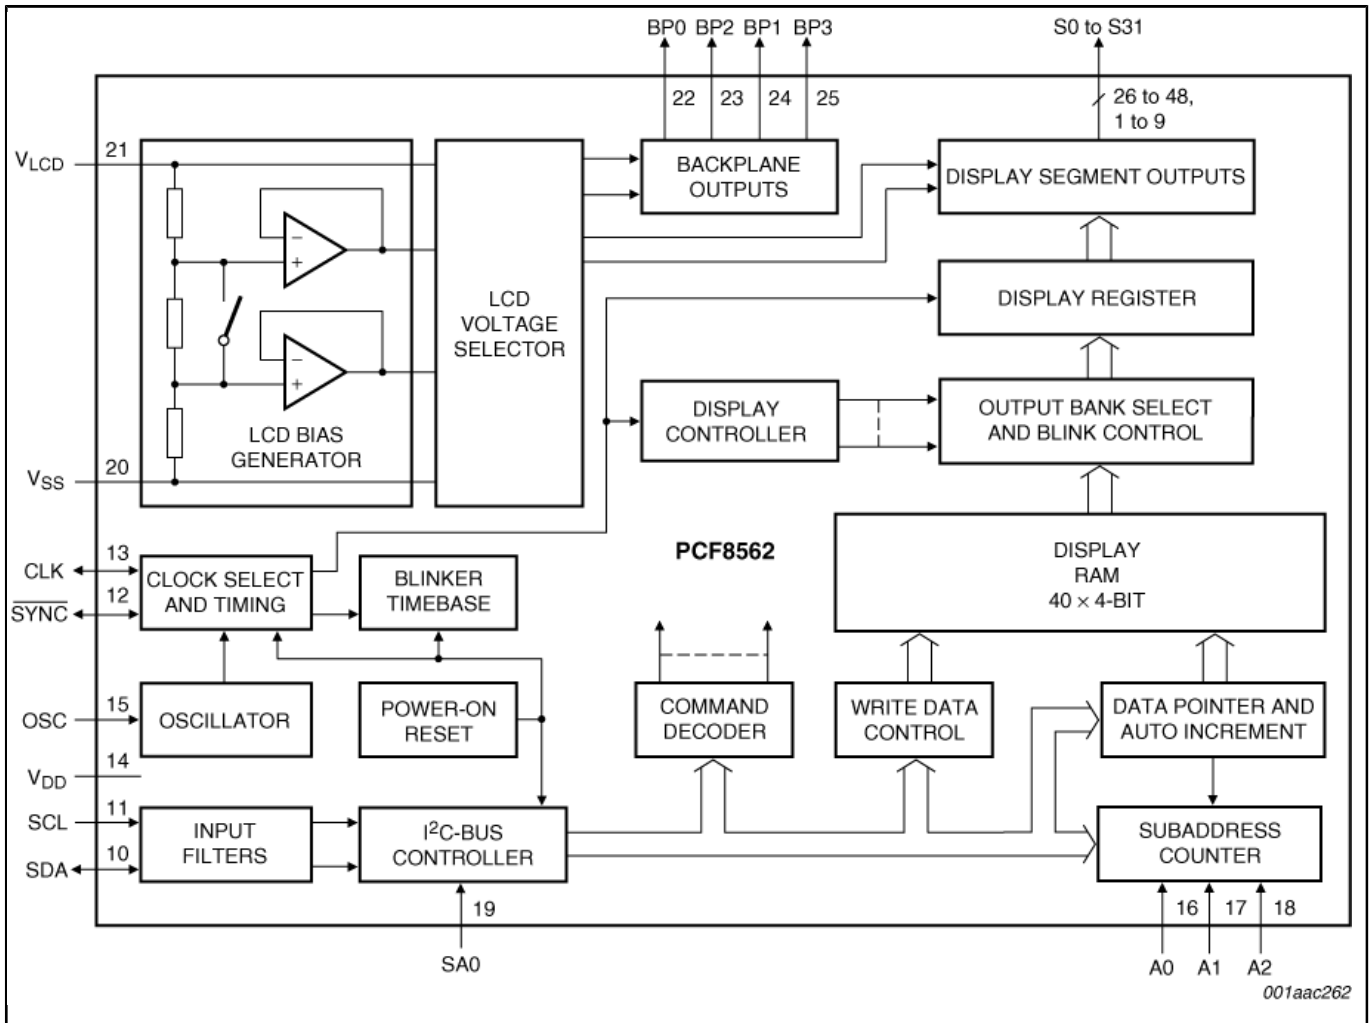 BP0 BP2 BP1 BP3
S0 to S31
22 23 24 25
26 to 48,
1 to 9
VLCD
21
BACKPLANE
OUTPUTS
DISPLAY SEGMENT OUTPUTS
−
+
−
+
LCD BIAS
GENERATOR
LCD
VOLTAGE
SELECTOR
DISPLAY REGISTER
DISPLAY
CONTROLLER
OUTPUT BANK SELECT
AND BLINK CONTROL
VSS
20
CLK
13
SYNC
12
CLOCK SELECT
AND TIMING
BLINKER
TIMEBASE
PCF8562
DISPLAY
RAM
40 × 4-BIT
OSC
15
OSCILLATOR
POWER-ON
RESET
COMMAND
DECODER
WRITE DATA
CONTROL
DATA POINTER AND
AUTO INCREMENT
VDD
14
SCL
11
SDA
10
INPUT
FILTERS
I2C-BUS
CONTROLLER
SUBADDRESS
COUNTER
19
SA0
16 17 18
A0 A1 A2
001aac262